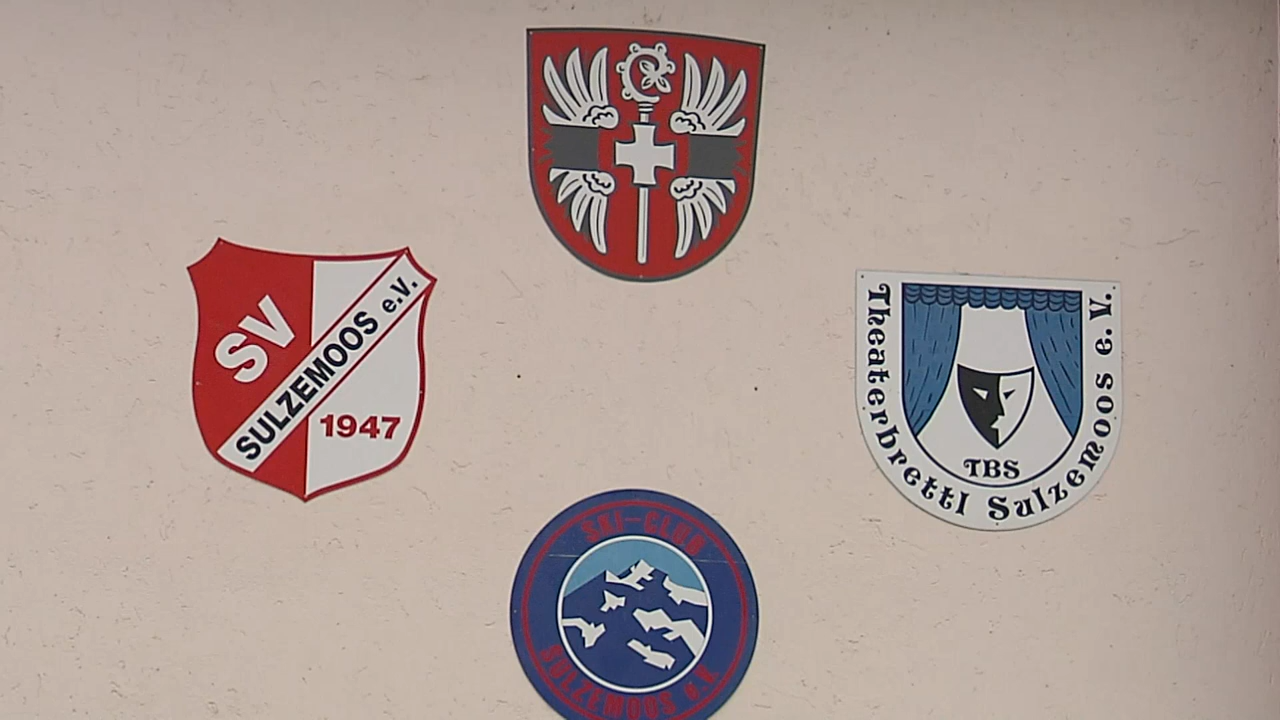 SV
SULZEMOOS e.V.
1947
Theaterbrettl Sulzemoos e. V.
TBS
SKI-CLUB
SULZEMOOS e.V.